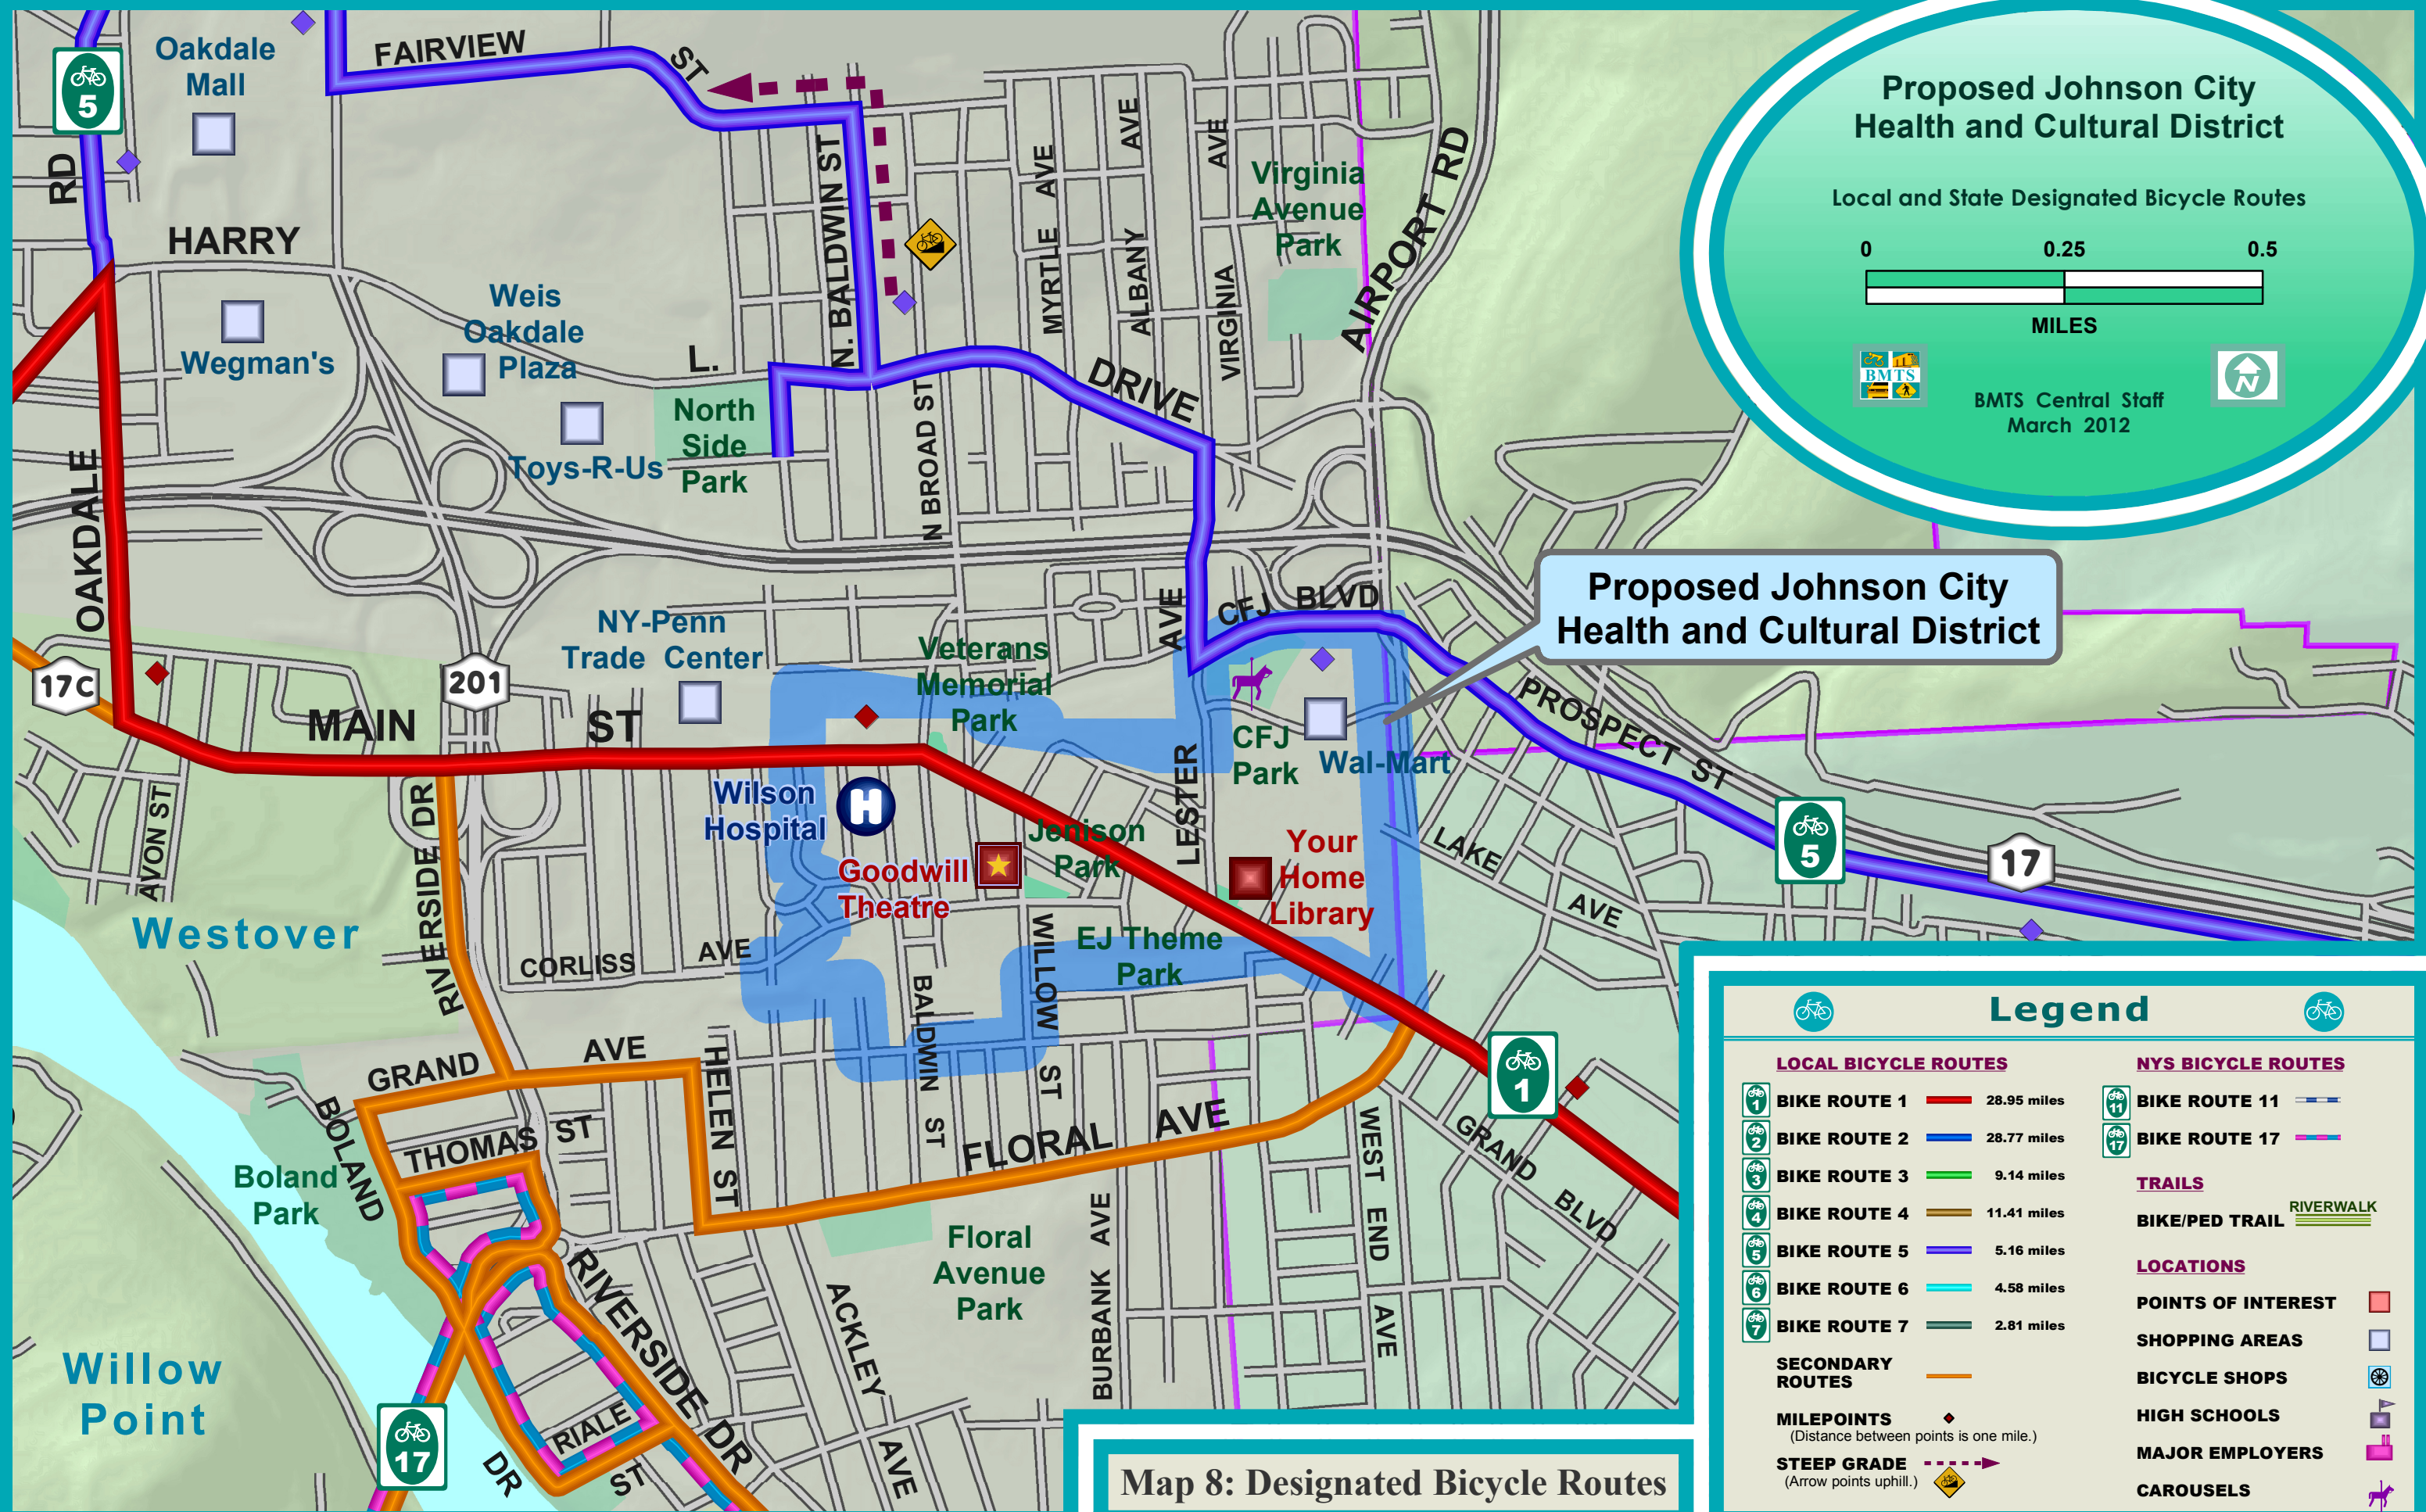 Proposed Johnson City
Health and Cultural District
Local and State Designated Bicycle Routes
0 0.25 0.5
MILES
BMTS
N
BMTS Central Staff
March 2012
Oakdale
Mall
FAIRVIEW
ST
5
RD
HARRY
L.
DRIVE
Wegman's
Weis
Oakdale
Plaza
Toys-R-Us
North
Side
Park
N. BALDWIN ST
N BROAD ST
MYRTLE AVE
ALBANY AVE
VIRGINIA AVE
Virginia
Avenue
Park
AIRPORT RD
OAKDALE
Proposed Johnson City
Health and Cultural District
17C
201
MAIN ST
NY-Penn
Trade Center
Veterans
Memorial
Park
LESTER AVE
CFJ BLVD
CFJ
Park
Wal-Mart
PROSPECT ST
5
17
LAKE AVE
Wilson
Hospital
H
Goodwill
Theatre
Jenison
Park
Your
Home
Library
EJ Theme
Park
AVON ST
Westover
RIVERSIDE DR
CORLISS AVE
BALDWIN ST
WILLOW ST
GRAND AVE
HELEN ST
BOLAND
THOMAS ST
Boland
Park
FLORAL AVE
Floral
Avenue
Park
1
WEST END AVE
GRAND BLVD
BURBANK AVE
ACKLEY AVE
RIVERSIDE DR
RIALE ST
DR
17
Willow
Point
Map 8: Designated Bicycle Routes
Legend
LOCAL BICYCLE ROUTES
1 BIKE ROUTE 1 28.95 miles
2 BIKE ROUTE 2 28.77 miles
3 BIKE ROUTE 3 9.14 miles
4 BIKE ROUTE 4 11.41 miles
5 BIKE ROUTE 5 5.16 miles
6 BIKE ROUTE 6 4.58 miles
7 BIKE ROUTE 7 2.81 miles
SECONDARY
ROUTES
MILEPOINTS
(Distance between points is one mile.)
STEEP GRADE
(Arrow points uphill.)
NYS BICYCLE ROUTES
11 BIKE ROUTE 11
17 BIKE ROUTE 17
TRAILS
BIKE/PED TRAIL RIVERWALK
LOCATIONS
POINTS OF INTEREST
SHOPPING AREAS
BICYCLE SHOPS
HIGH SCHOOLS
MAJOR EMPLOYERS
CAROUSELS